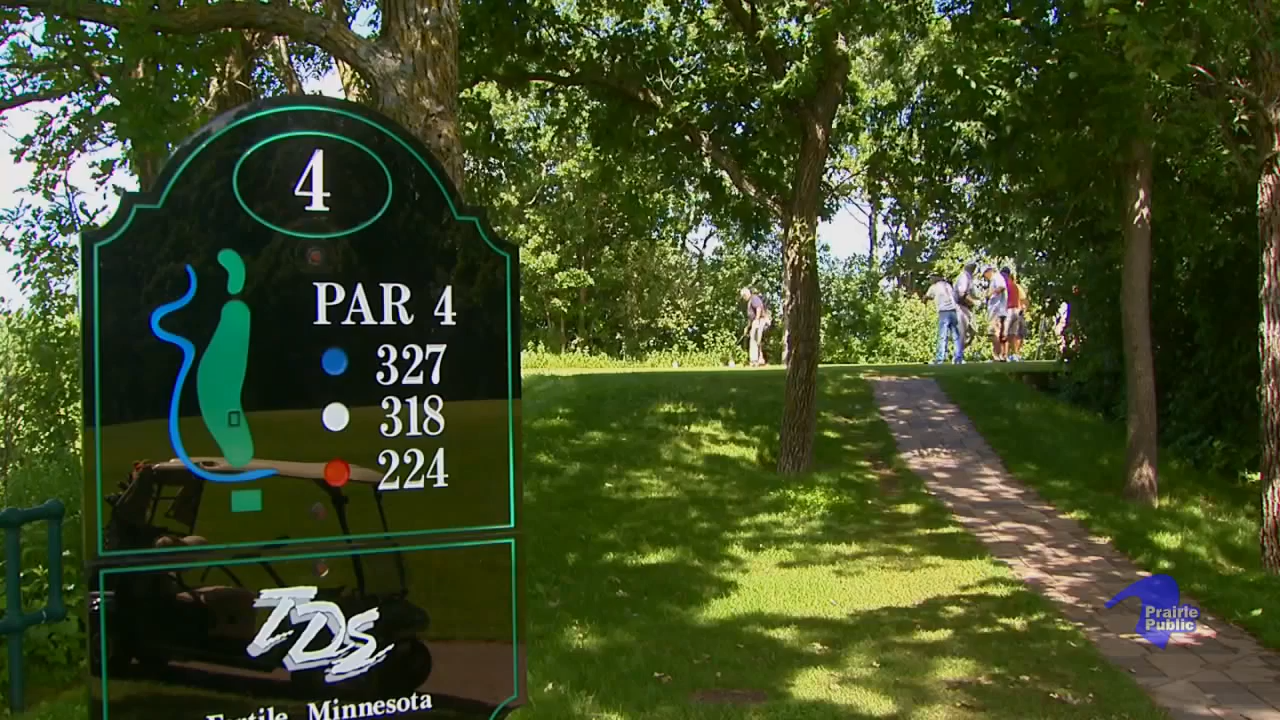 4
PAR 4
327
318
224
TDS
Fertile, Minnesota
Prairie
Public